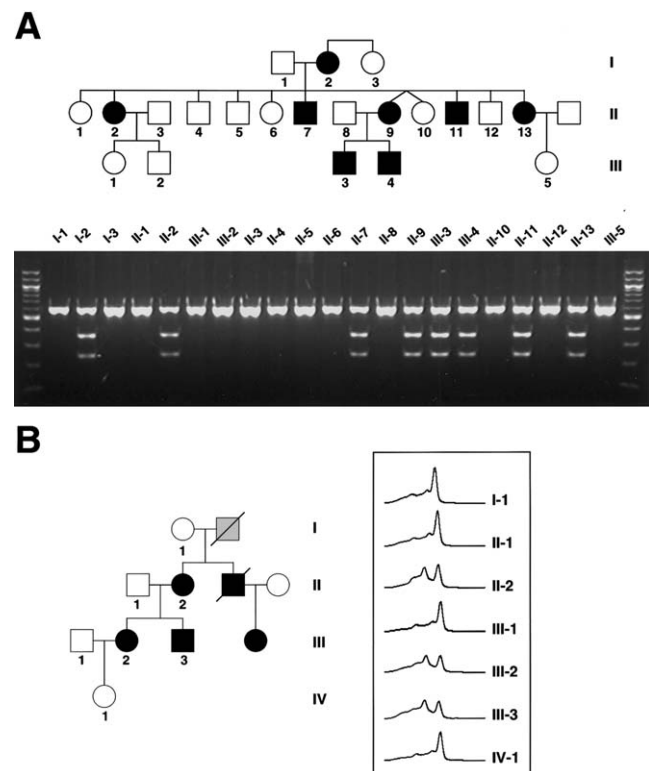 A
I
1 2 3
II
1 2 3 4 5 6 7 8 9 10 11 12 13
III
1 2 3 4 5
I-1 I-2 I-3 II-1 II-2 III-1 III-2 II-3 II-4 II-5 II-6 II-7 II-8 II-9 III-3 III-4 II-10 II-11 II-12 II-13 III-5
B
I
1
II
1 2
III
1 2 3
IV
1
I-1
II-1
II-2
III-1
III-2
III-3
IV-1